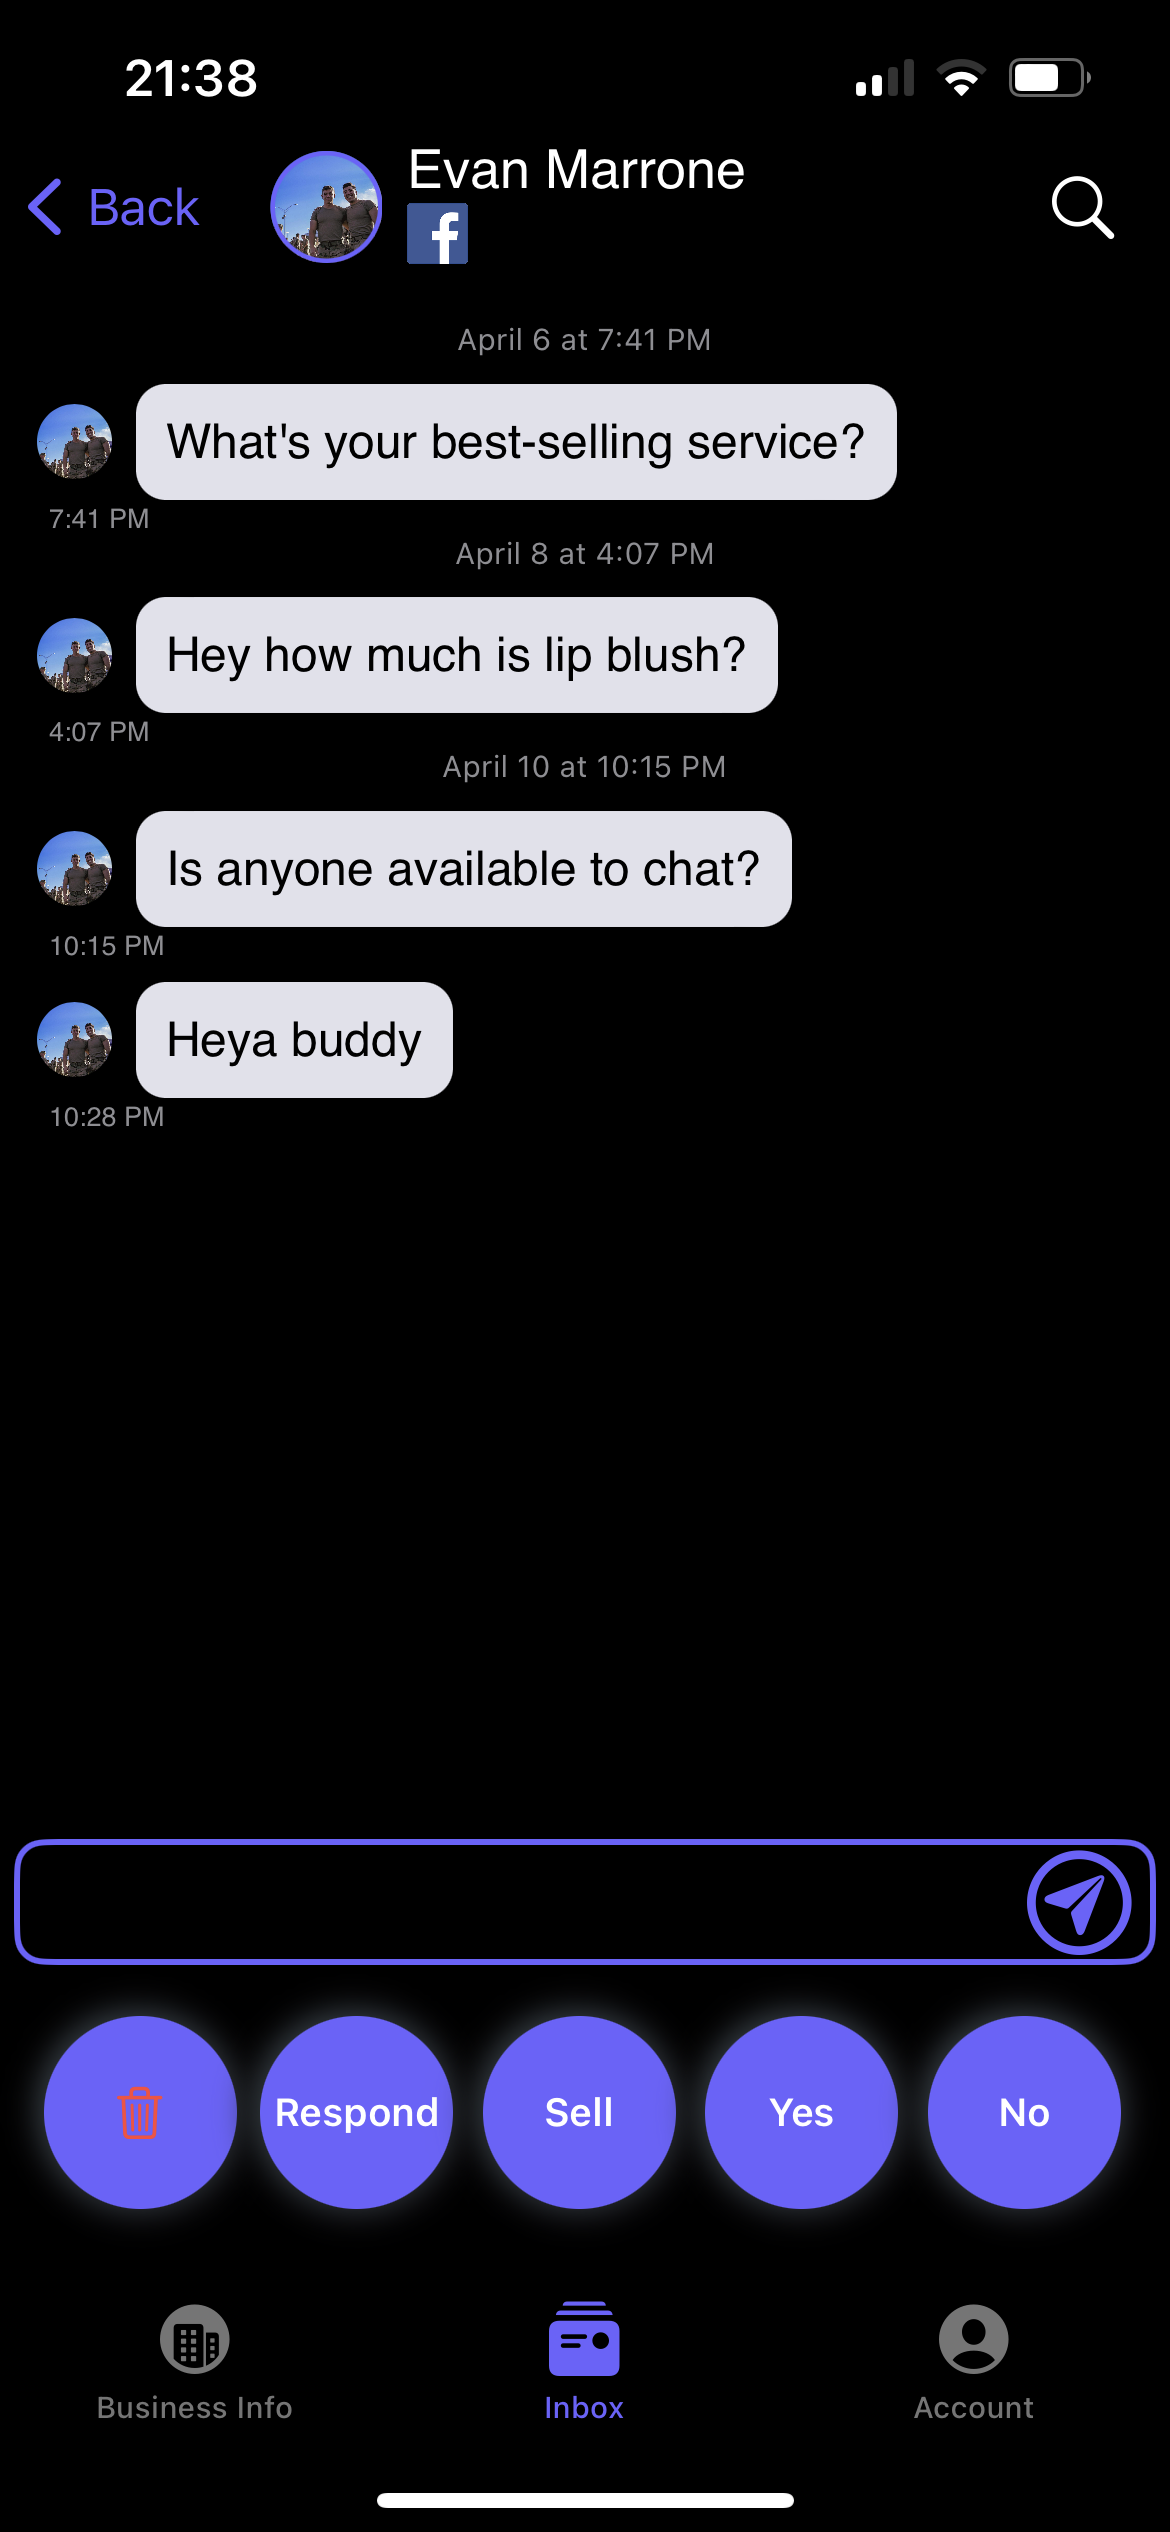 21:38
Back
Evan Marrone
f
April 6 at 7:41 PM
What's your best-selling service?
7:41 PM
April 8 at 4:07 PM
Hey how much is lip blush?
4:07 PM
April 10 at 10:15 PM
Is anyone available to chat?
10:15 PM
Heya buddy
10:28 PM
Respond
Sell
Yes
No
Business Info
Inbox
Account